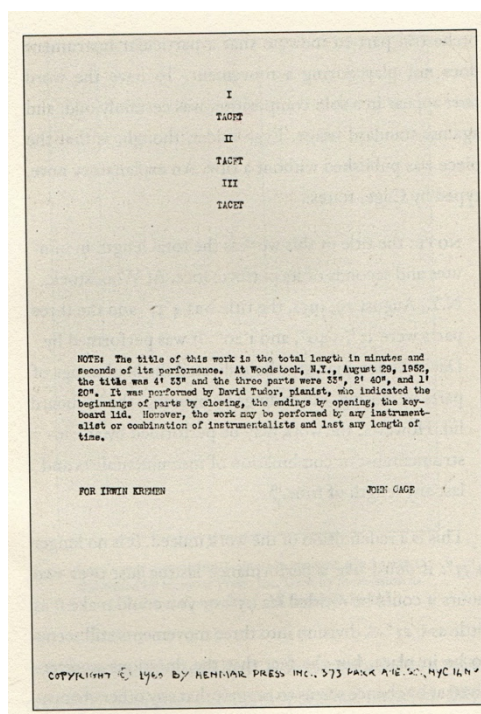 I
TACET
II
TACET
III
TACET
NOTE: The title of this work is the total length in minutes and
seconds of its performance. At Woodstock, N.Y., August 29, 1952,
the title was 4' 33" and the three parts were 33", 2' 40", and 1'
20". It was performed by David Tudor, pianist, who indicated the
beginnings of parts by closing, the endings by opening, the key-
board lid. However, the work may be performed by any instrument-
alist or combination of instrumentalists and last any length of
time.
FOR IRWIN KREMEN JOHN CAGE
COPYRIGHT © 1960 BY HENMAR PRESS INC., 373 PARK AVE. SO., NYC 16, N.Y.